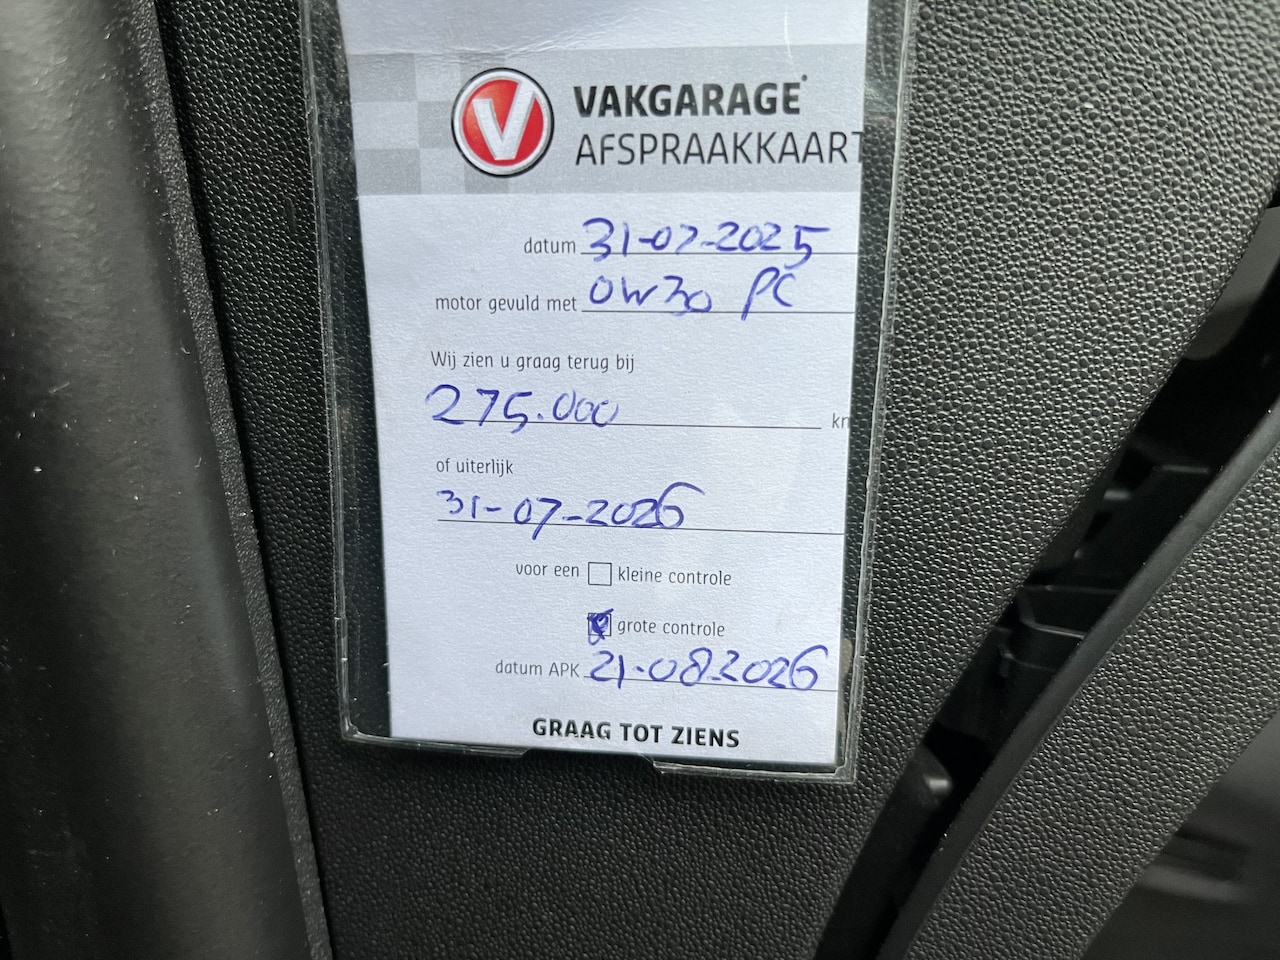 V VAKGARAGE
AFSPRAAKKAART
datum 31-07-2025
motor gevuld met 0W30 PC
Wij zien u graag terug bij
275.000 km
of uiterlijk
31-07-2026
voor een kleine controle
grote controle
datum APK 21-08-2026
GRAAG TOT ZIENS